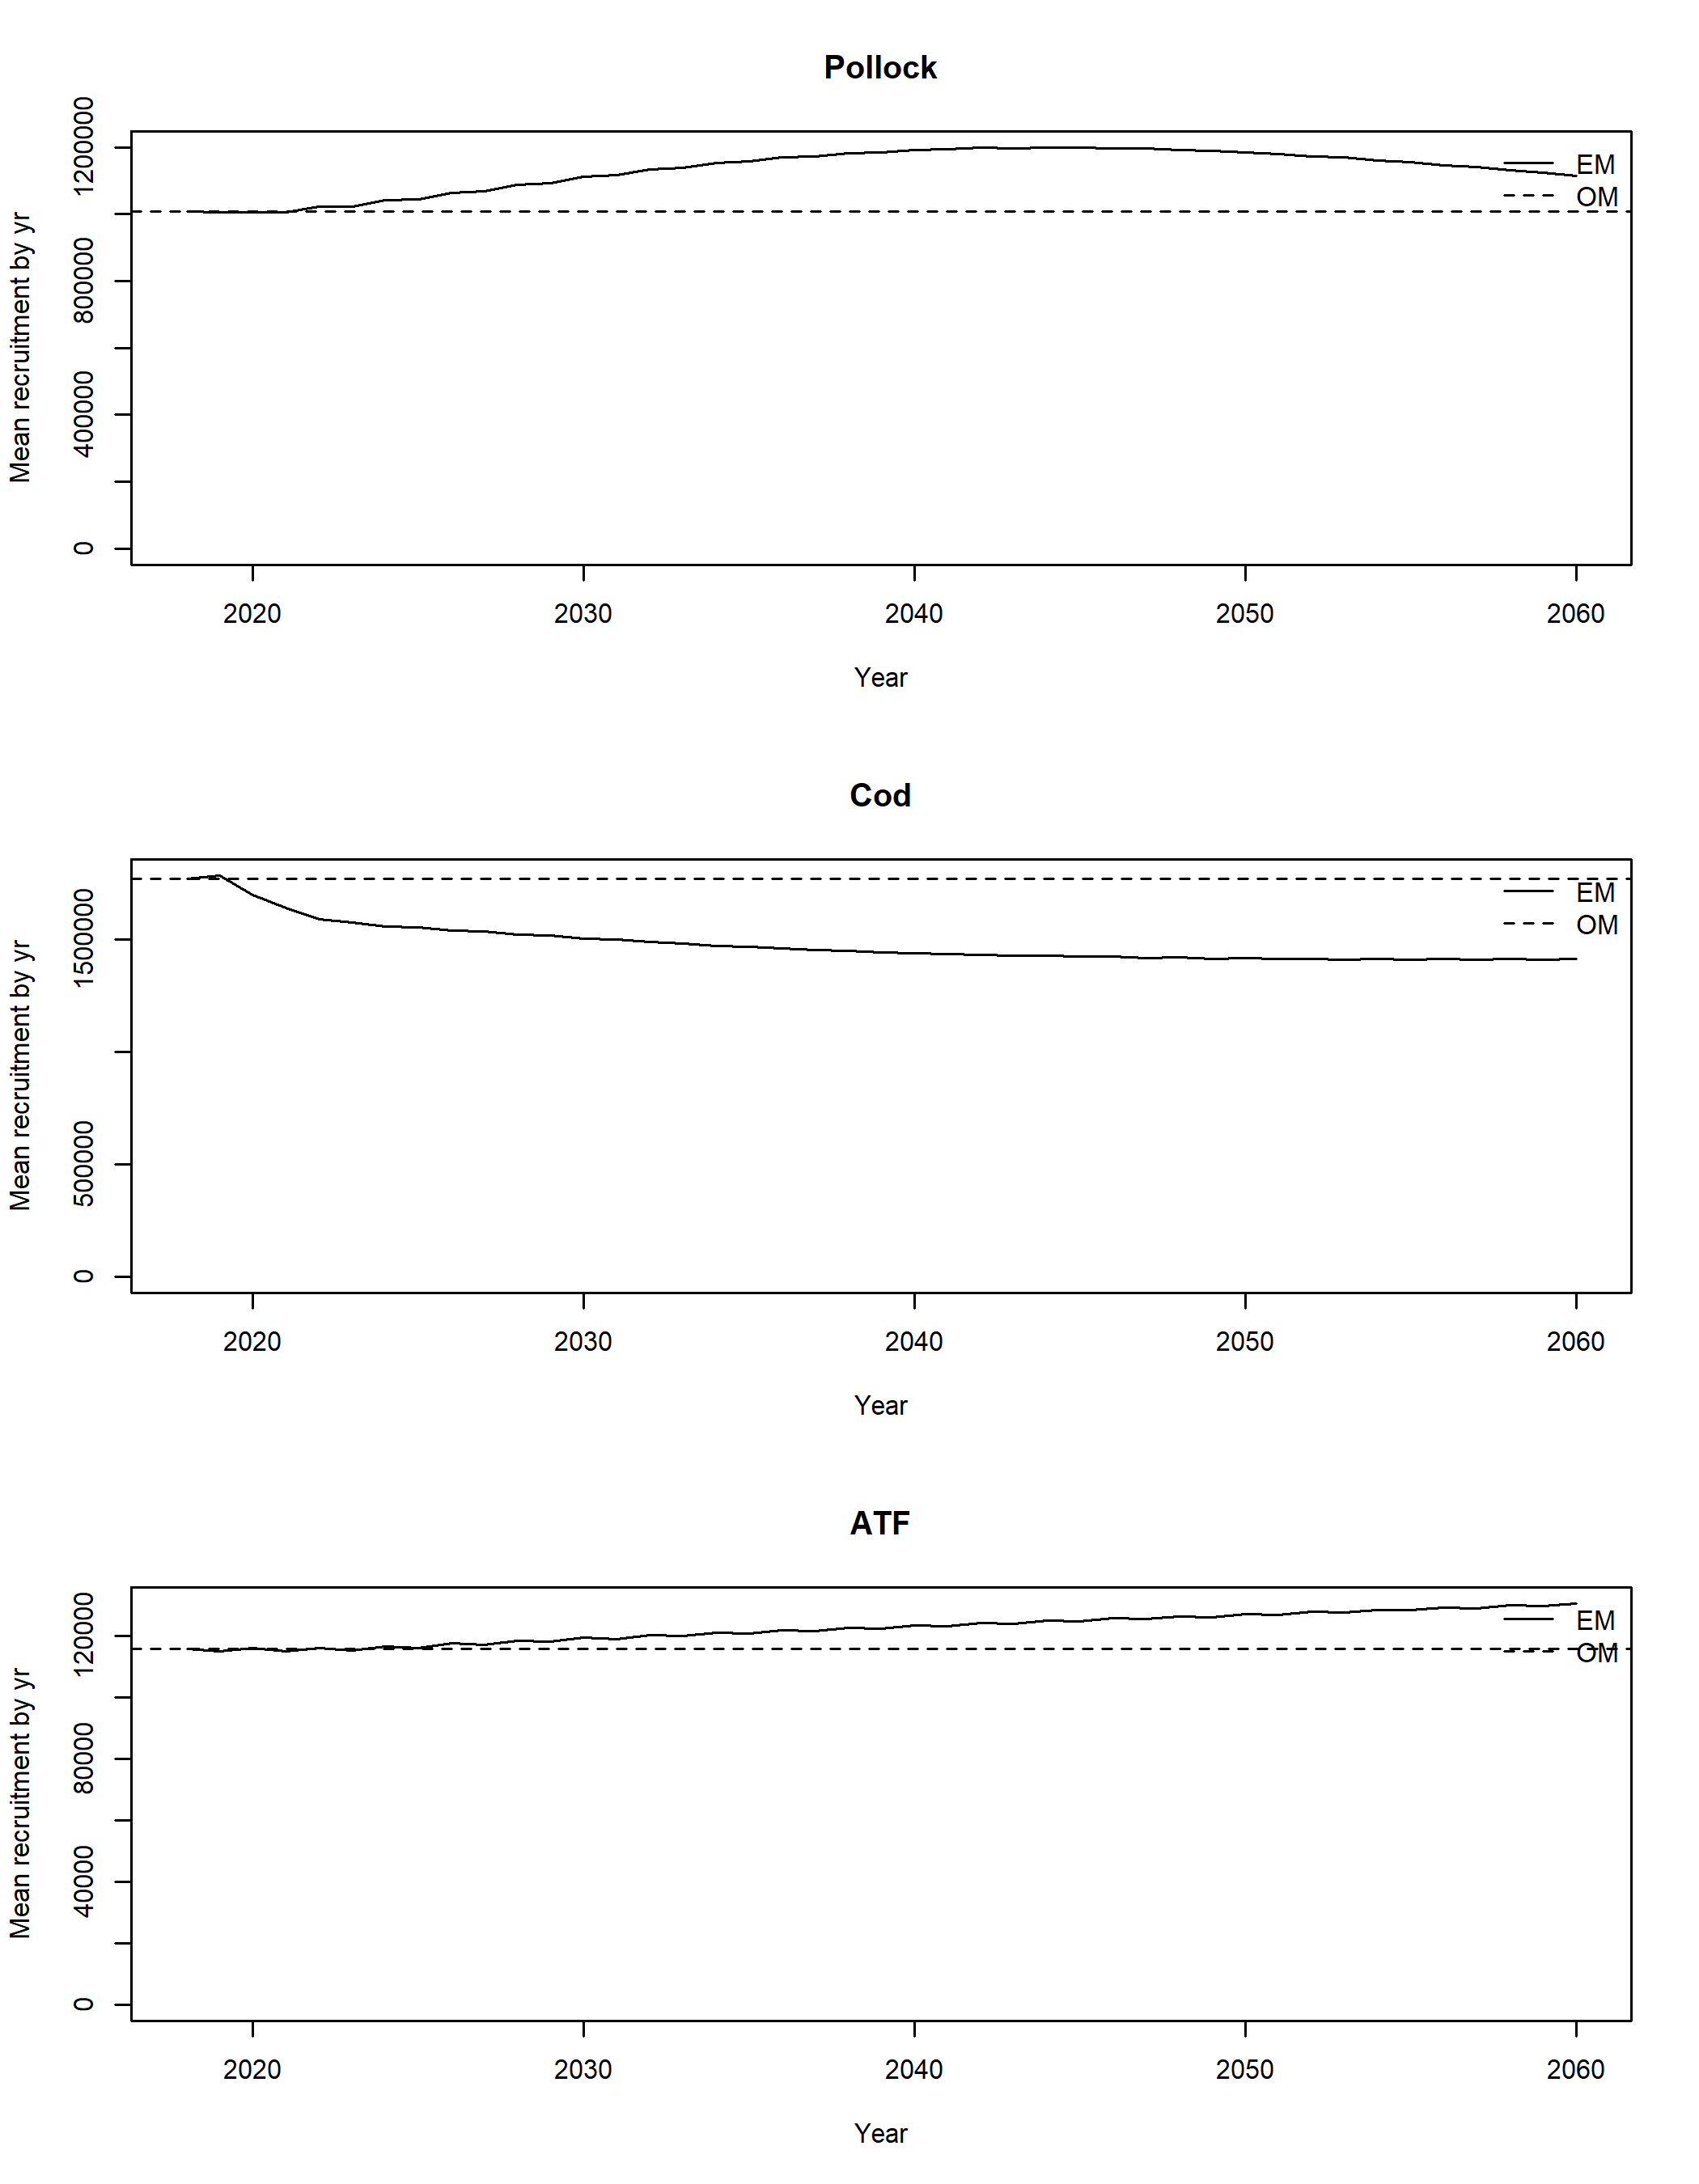 Pollock
Mean recruitment by yr
1200000
800000
400000
0
EM
OM
2020 2030 2040 2050 2060
Year
Cod
Mean recruitment by yr
1500000
500000
0
EM
OM
2020 2030 2040 2050 2060
Year
ATF
Mean recruitment by yr
120000
80000
40000
0
EM
OM
2020 2030 2040 2050 2060
Year